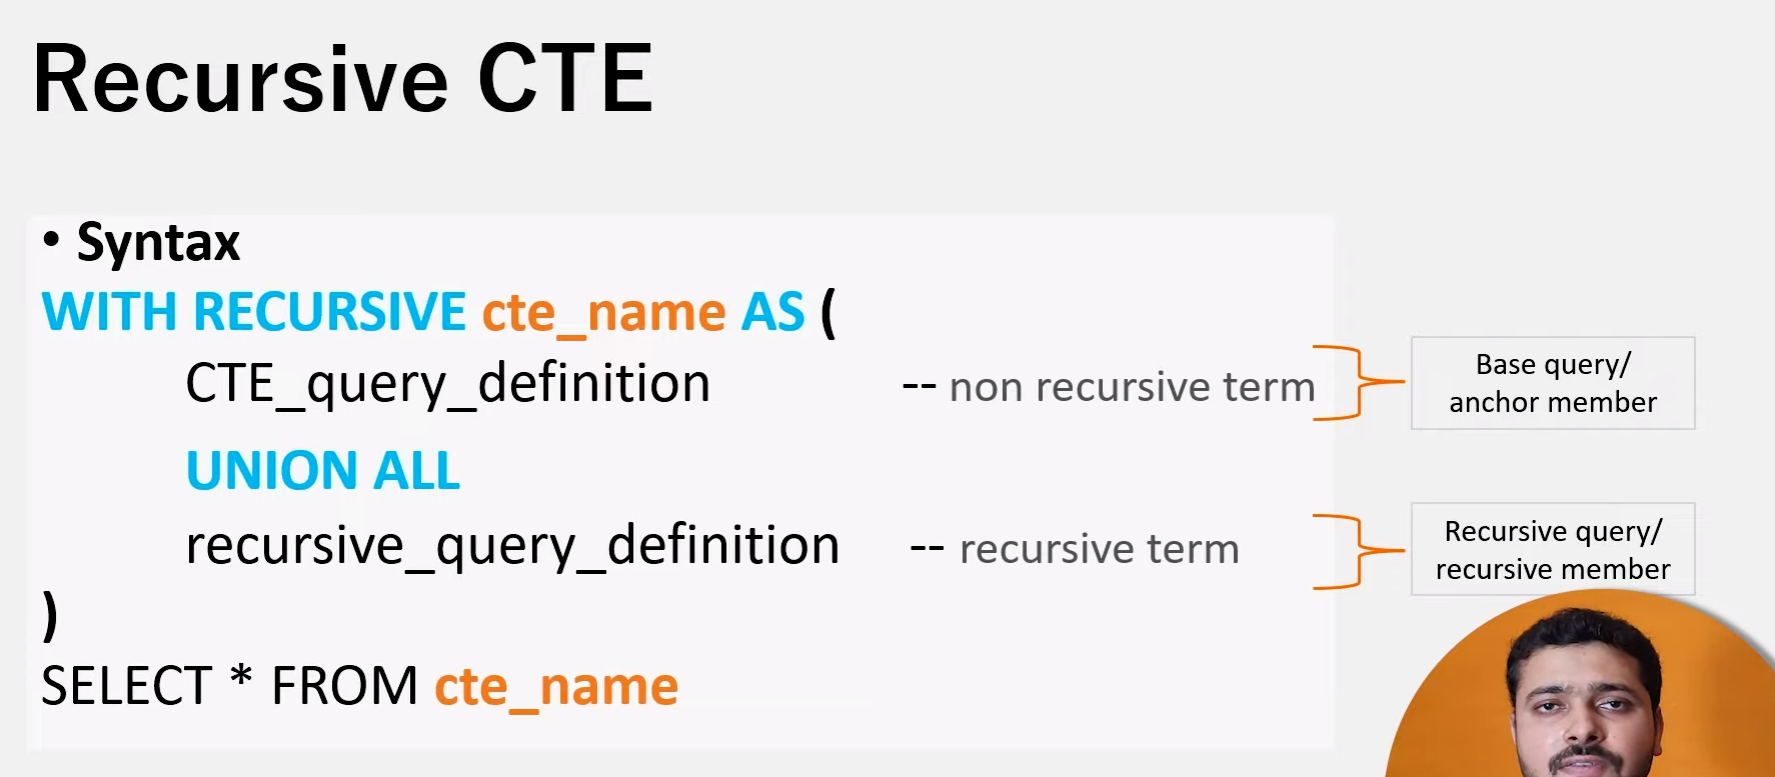 Recursive CTE
• Syntax
WITH RECURSIVE cte_name AS (
CTE_query_definition -- non recursive term
Base query/
anchor member
UNION ALL
recursive_query_definition -- recursive term
Recursive query/
recursive member
)
SELECT * FROM cte_name